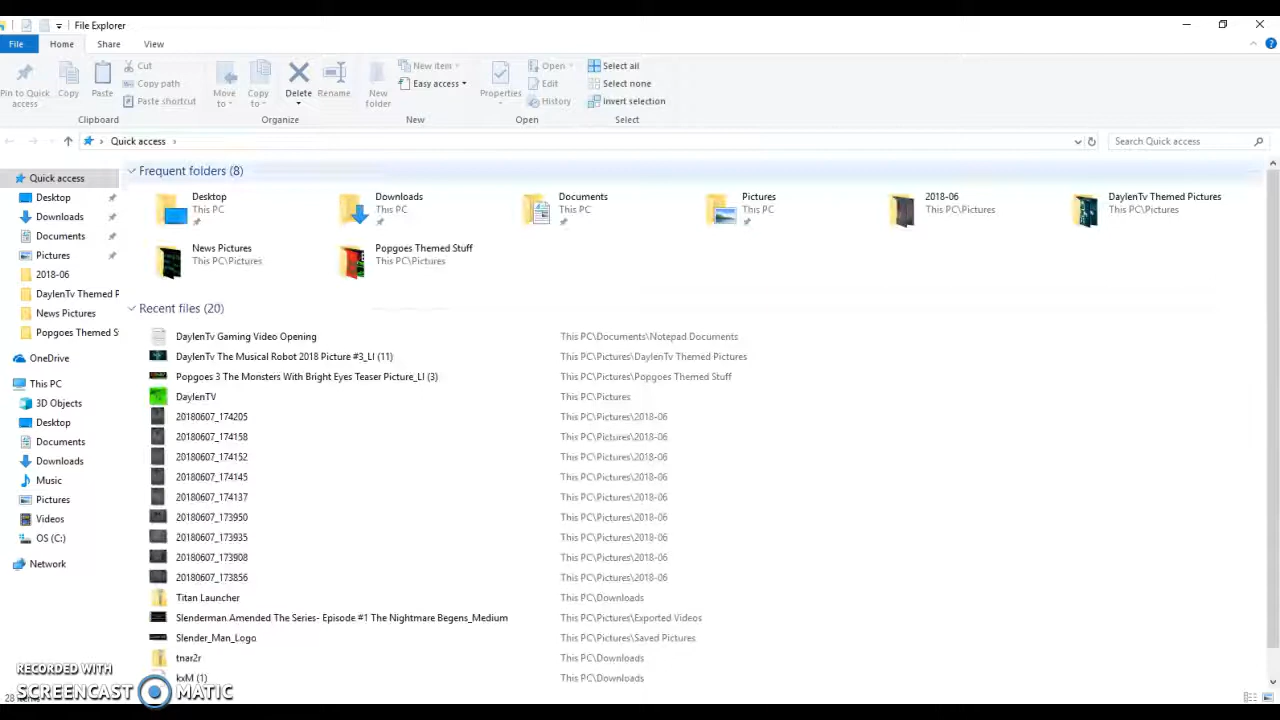 File Explorer
File Home Share View
Pin to Quick access
Copy
Paste
Cut
Copy path
Paste shortcut
Clipboard
Move to
Copy to
Delete
Rename
Organize
New folder
New item
Easy access
New
Properties
Open
Edit
History
Open
Select all
Select none
Invert selection
Select
Quick access
Search Quick access
Quick access
Desktop
Downloads
Documents
Pictures
2018-06
DaylenTv Themed P
News Pictures
Popgoes Themed S
OneDrive
This PC
3D Objects
Desktop
Documents
Downloads
Music
Pictures
Videos
OS (C:)
Network
Frequent folders (8)
Desktop
This PC
Downloads
This PC
Documents
This PC
Pictures
This PC
2018-06
This PC\Pictures
DaylenTv Themed Pictures
This PC\Pictures
News Pictures
This PC\Pictures
Popgoes Themed Stuff
This PC\Pictures
Recent files (20)
DaylenTv Gaming Video Opening This PC\Documents\Notepad Documents
DaylenTv The Musical Robot 2018 Picture #3_LI (11) This PC\Pictures\DaylenTv Themed Pictures
Popgoes 3 The Monsters With Bright Eyes Teaser Picture_LI (3) This PC\Pictures\Popgoes Themed Stuff
DaylenTV This PC\Pictures
20180607_174205 This PC\Pictures\2018-06
20180607_174158 This PC\Pictures\2018-06
20180607_174152 This PC\Pictures\2018-06
20180607_174145 This PC\Pictures\2018-06
20180607_174137 This PC\Pictures\2018-06
20180607_173950 This PC\Pictures\2018-06
20180607_173935 This PC\Pictures\2018-06
20180607_173908 This PC\Pictures\2018-06
20180607_173856 This PC\Pictures\2018-06
Titan Launcher This PC\Downloads
Slenderman Amended The Series- Episode #1 The Nightmare Begens_Medium This PC\Pictures\Exported Videos
Slender_Man_Logo This PC\Pictures\Saved Pictures
tnar2r This PC\Downloads
kxM (1) This PC\Downloads
RECORDED WITH
SCREENCAST MATIC